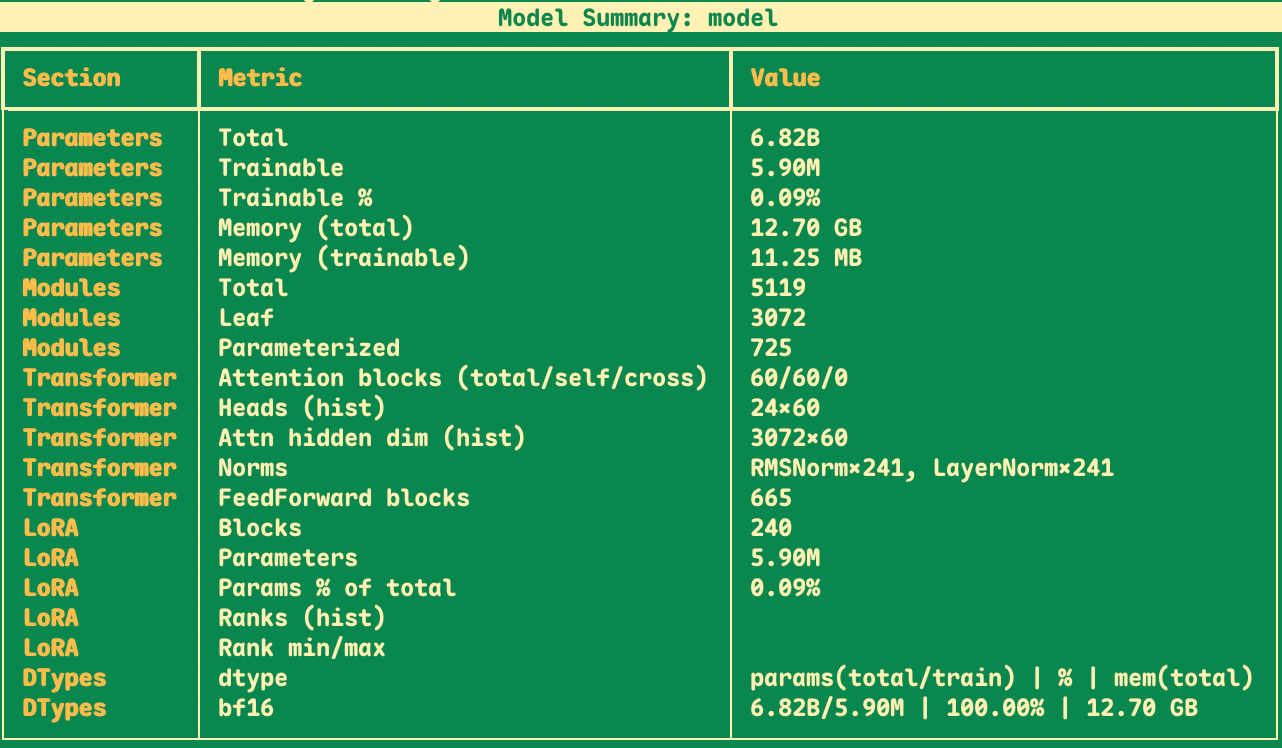 Model Summary: model
Section Metric Value
Parameters Total 6.82B
Parameters Trainable 5.90M
Parameters Trainable % 0.09%
Parameters Memory (total) 12.70 GB
Parameters Memory (trainable) 11.25 MB
Modules Total 5119
Modules Leaf 3072
Modules Parameterized 725
Transformer Attention blocks (total/self/cross) 60/60/0
Transformer Heads (hist) 24×60
Transformer Attn hidden dim (hist) 3072×60
Transformer Norms RMSNorm×241, LayerNorm×241
Transformer FeedForward blocks 665
LoRA Blocks 240
LoRA Parameters 5.90M
LoRA Params % of total 0.09%
LoRA Ranks (hist)
LoRA Rank min/max
DTypes dtype params(total/train) | % | mem(total)
DTypes bf16 6.82B/5.90M | 100.00% | 12.70 GB